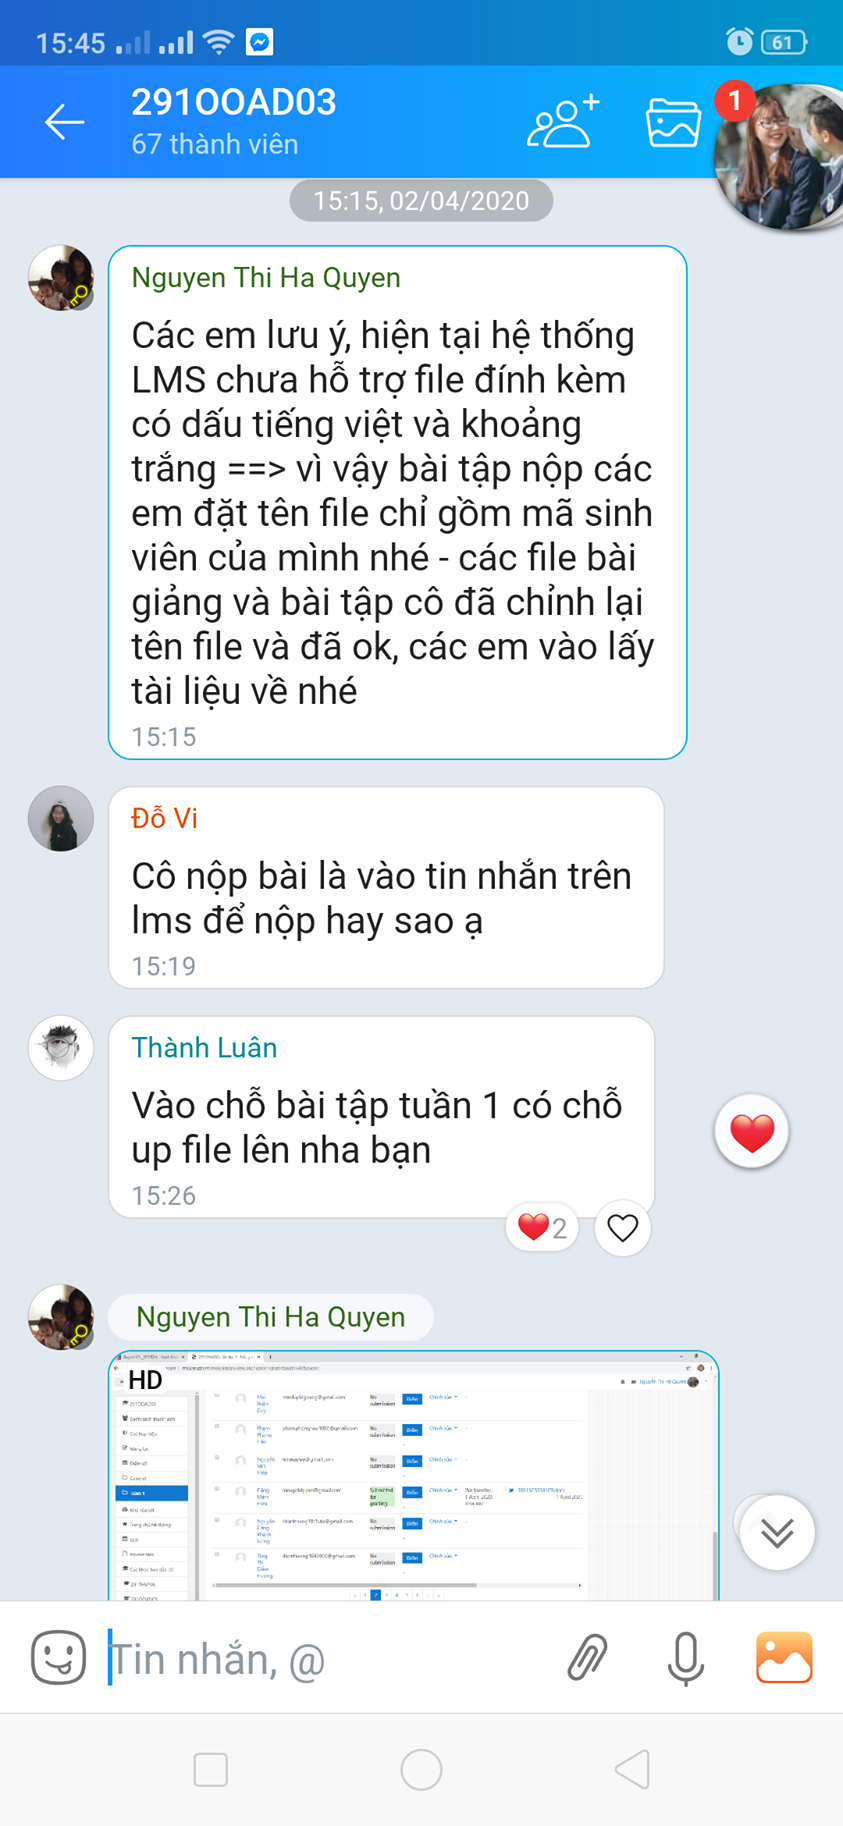 15:45
61
291OOAD03
67 thành viên
1
15:15, 02/04/2020
Nguyen Thi Ha Quyen
Các em lưu ý, hiện tại hệ thống
LMS chưa hỗ trợ file đính kèm
có dấu tiếng việt và khoảng
trắng ==> vì vậy bài tập nộp các
em đặt tên file chỉ gồm mã sinh
viên của mình nhé - các file bài
giảng và bài tập cô đã chỉnh lại
tên file và đã ok, các em vào lấy
tài liệu về nhé
15:15
Đỗ Vi
Cô nộp bài là vào tin nhắn trên
lms để nộp hay sao ạ
15:19
Thành Luân
Vào chỗ bài tập tuần 1 có chỗ
up file lên nha bạn
15:26
2
Nguyen Thi Ha Quyen
HD
Tin nhắn, @